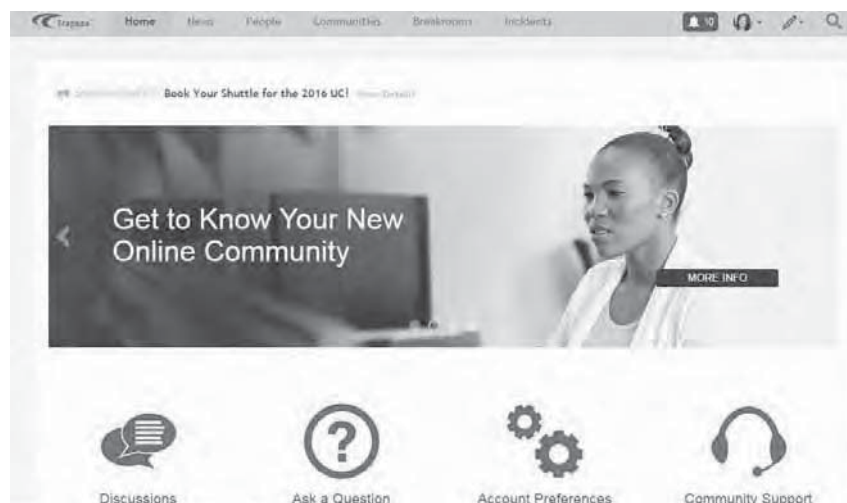 Trapeze
Home News People Communities Breakrooms Incidents
10
Book Your Shuttle for the 2016 UC!
Get to Know Your New
Online Community
MORE INFO
Discussions Ask a Question Account Preferences Community Support